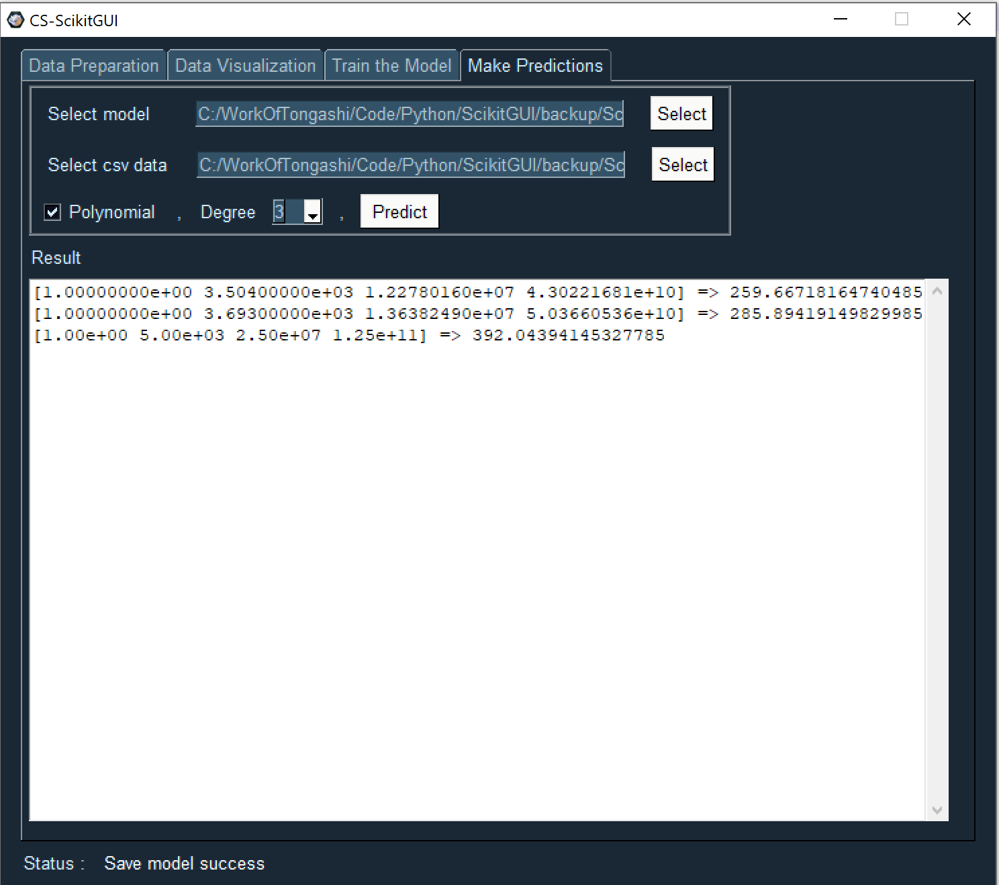 CS-ScikitGUI
Data Preparation Data Visualization Train the Model Make Predictions
Select model C:/WorkOfTongashi/Code/Python/ScikitGUI/backup/Sc Select
Select csv data C:/WorkOfTongashi/Code/Python/ScikitGUI/backup/Sc Select
Polynomial , Degree 3 , Predict
Result
[1.00000000e+00 3.50400000e+03 1.22780160e+07 4.30221681e+10] => 259.66718164740485
[1.00000000e+00 3.69300000e+03 1.36382490e+07 5.03660536e+10] => 285.89419149829985
[1.00e+00 5.00e+03 2.50e+07 1.25e+11] => 392.04394145327785
Status : Save model success